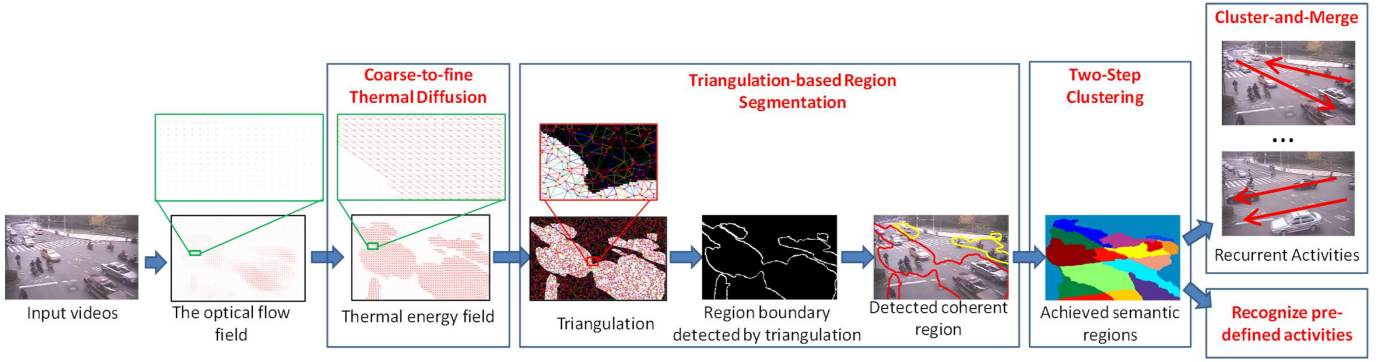 Cluster-and-Merge
Coarse-to-fine
Thermal Diffusion
Triangulation-based Region
Segmentation
Two-Step
Clustering
...
Recurrent Activities
Input videos
The optical flow
field
Thermal energy field
Triangulation
Region boundary
detected by triangulation
Detected coherent
region
Achieved semantic
regions
Recognize pre-
defined activities